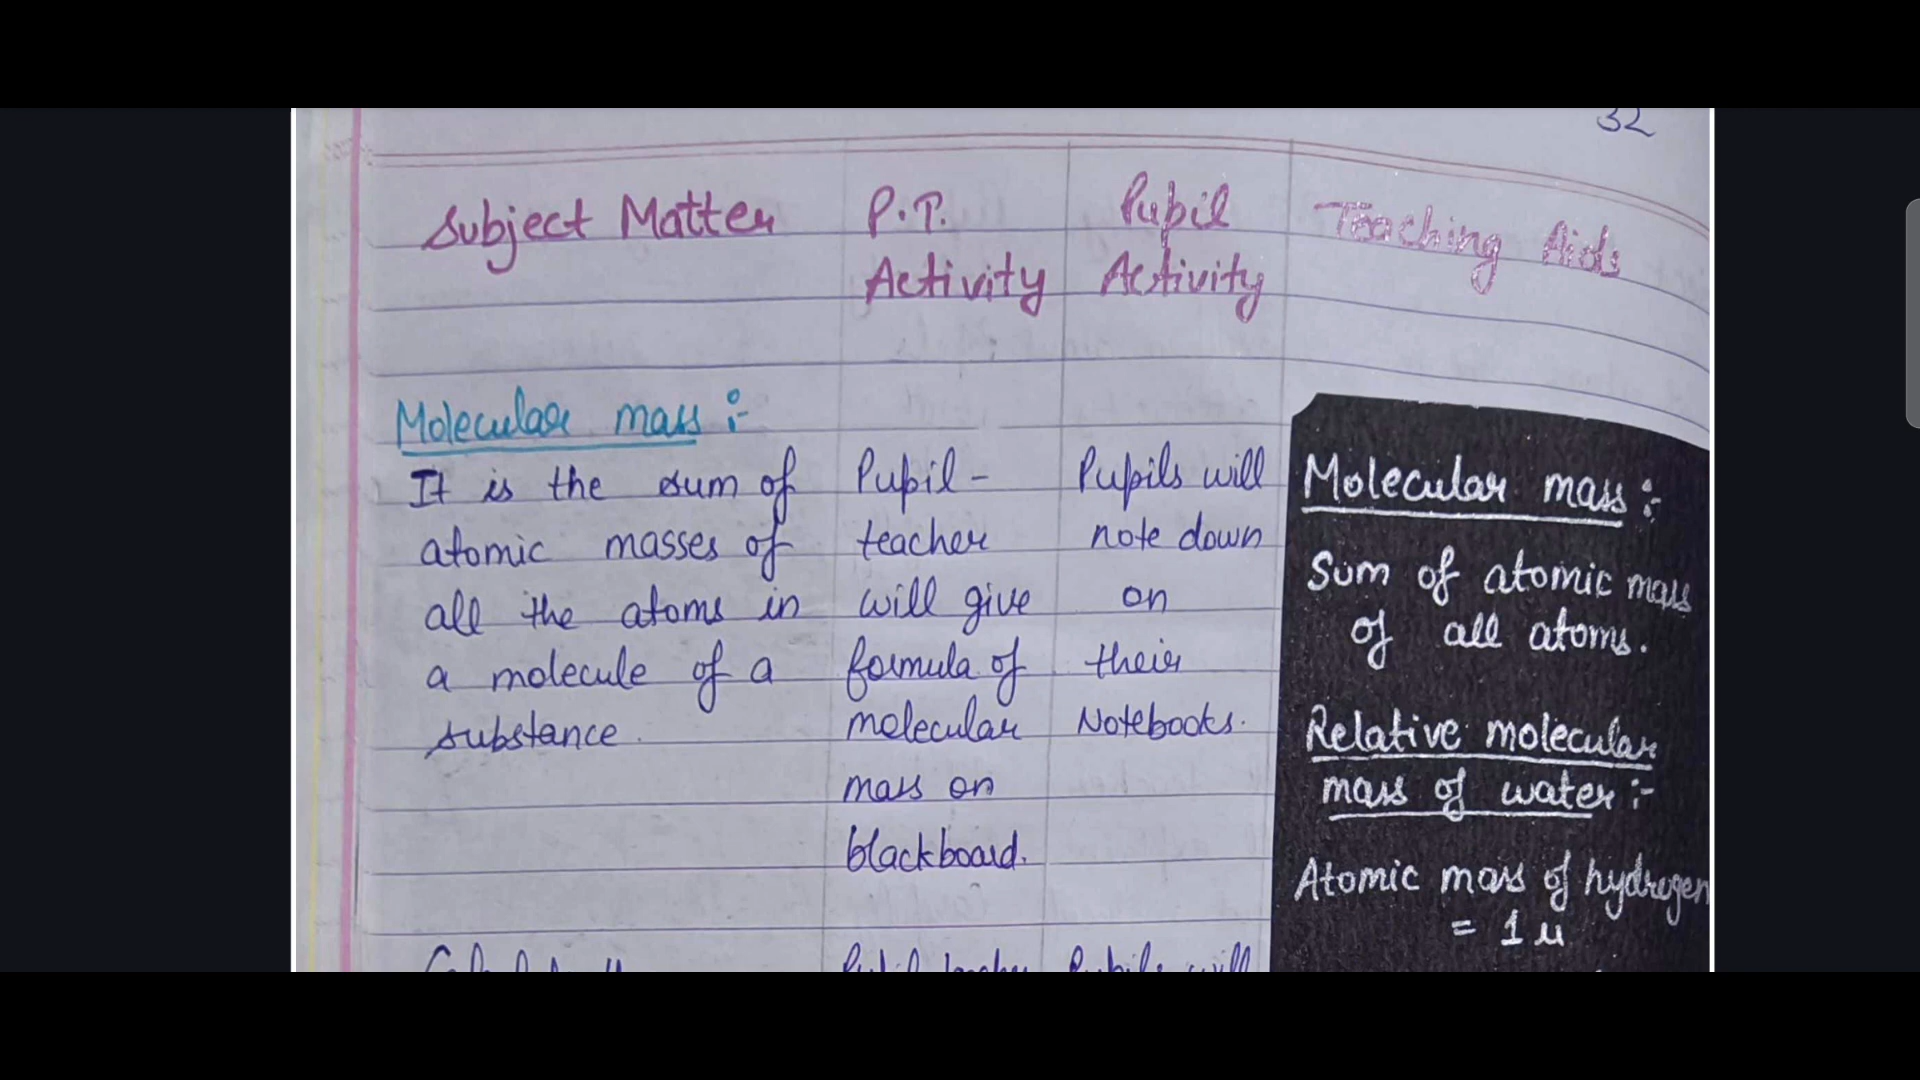 32
Subject Matter
P.T.
Activity
Pupil
Activity
Teaching Aids
Molecular mass :-
It is the sum of
atomic masses of
all the atoms in
a molecule of a
substance.
Pupil-
teacher
will give
formula of
molecular
mass on
blackboard.
Pupils will
note down
on
their
Notebooks.
Molecular mass :-
Sum of atomic mass
of all atoms.
Relative molecular
mass of water :-
Atomic mass of hydrogen
= 1 u
Pupils will